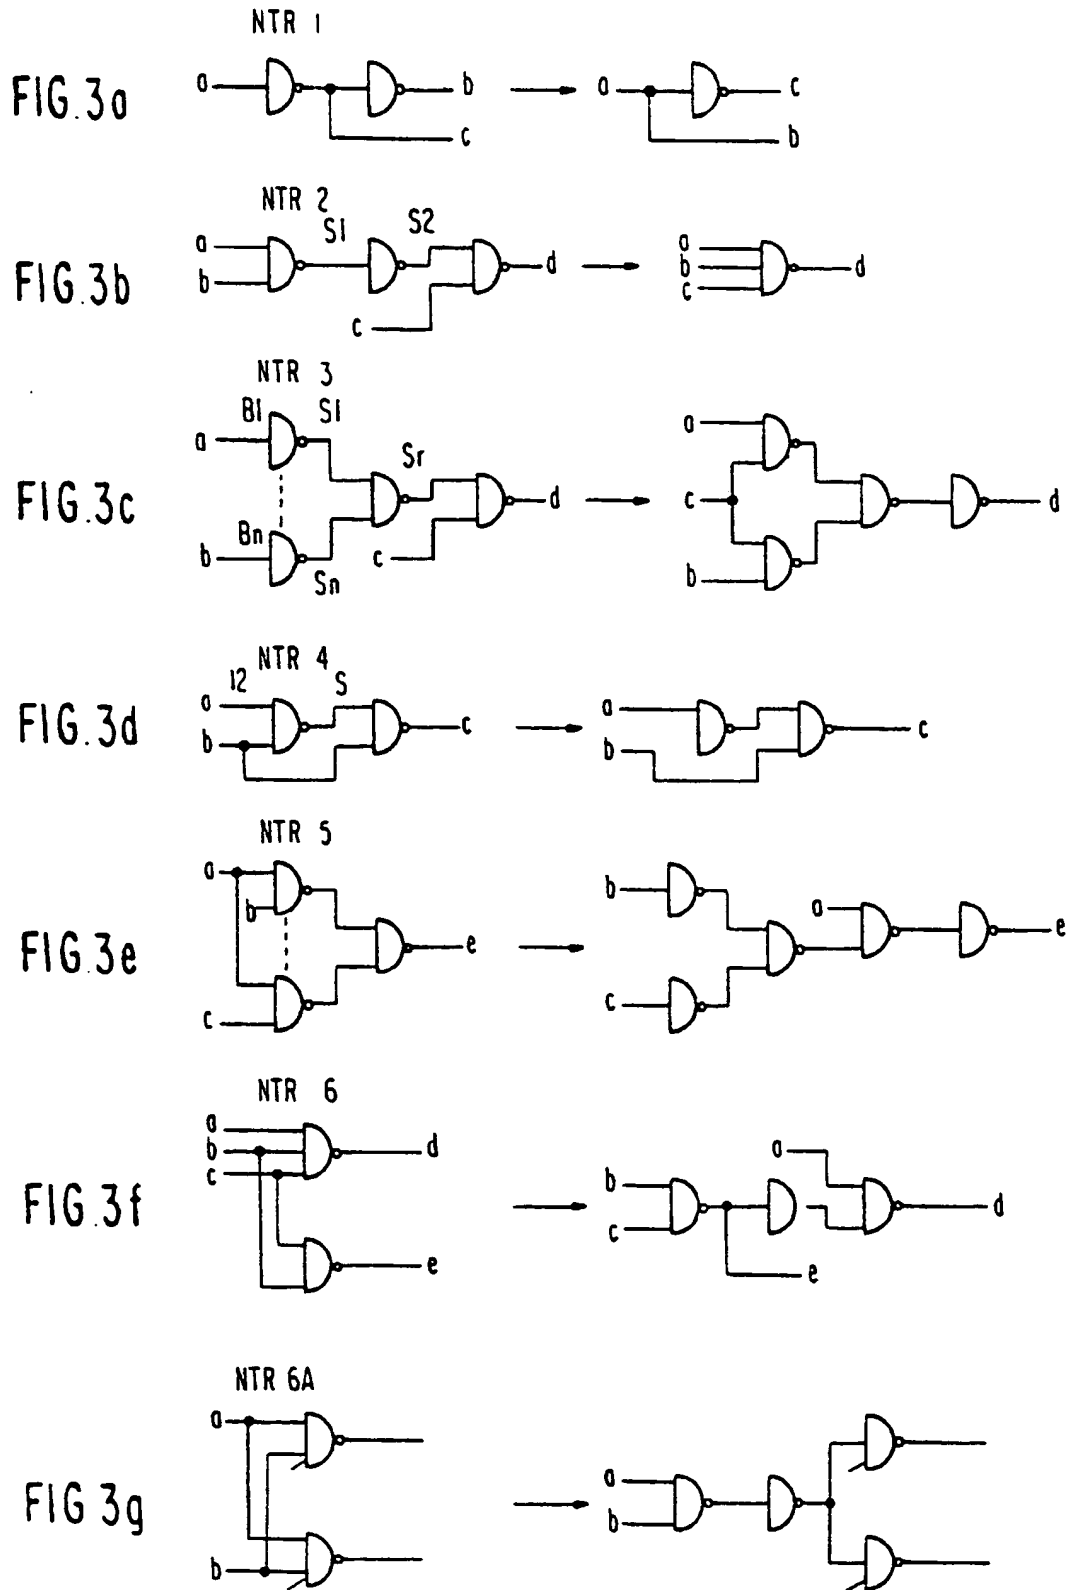 NTR 1
FIG.3a
a b c a c b
NTR 2
S1 S2
FIG.3b
a b c d a b c d
NTR 3
B1 S1
a Sr
FIG.3c
c d a c b d
b Bn Sn
NTR 4
12 S
FIG.3d
a b c a b c
NTR 5
FIG.3e
a b c e b c a e
NTR 6
FIG.3f
a b c d e b c a d e
NTR 6A
FIG 3g
a b a b